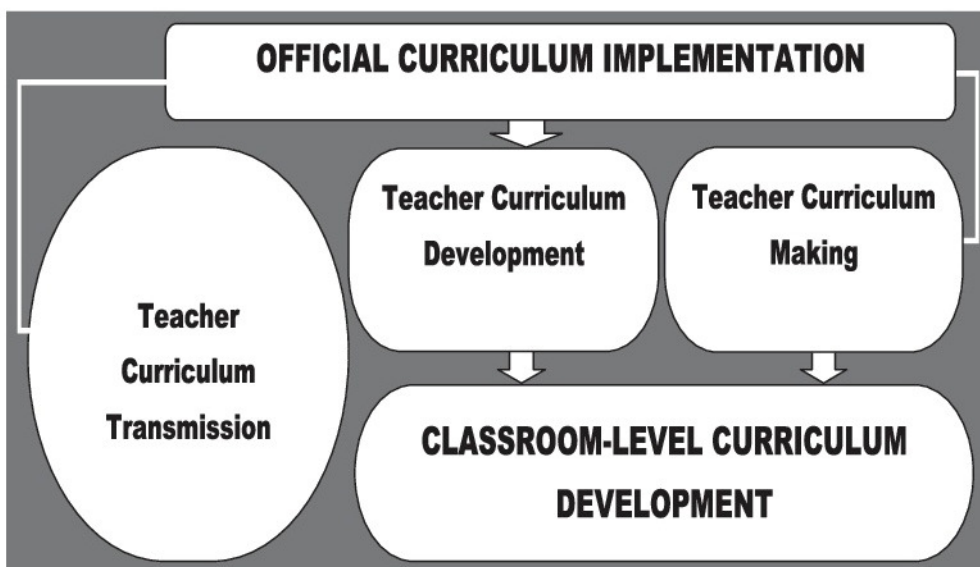 OFFICIAL CURRICULUM IMPLEMENTATION
Teacher Curriculum
Development
Teacher Curriculum
Making
Teacher
Curriculum
Transmission
CLASSROOM-LEVEL CURRICULUM
DEVELOPMENT